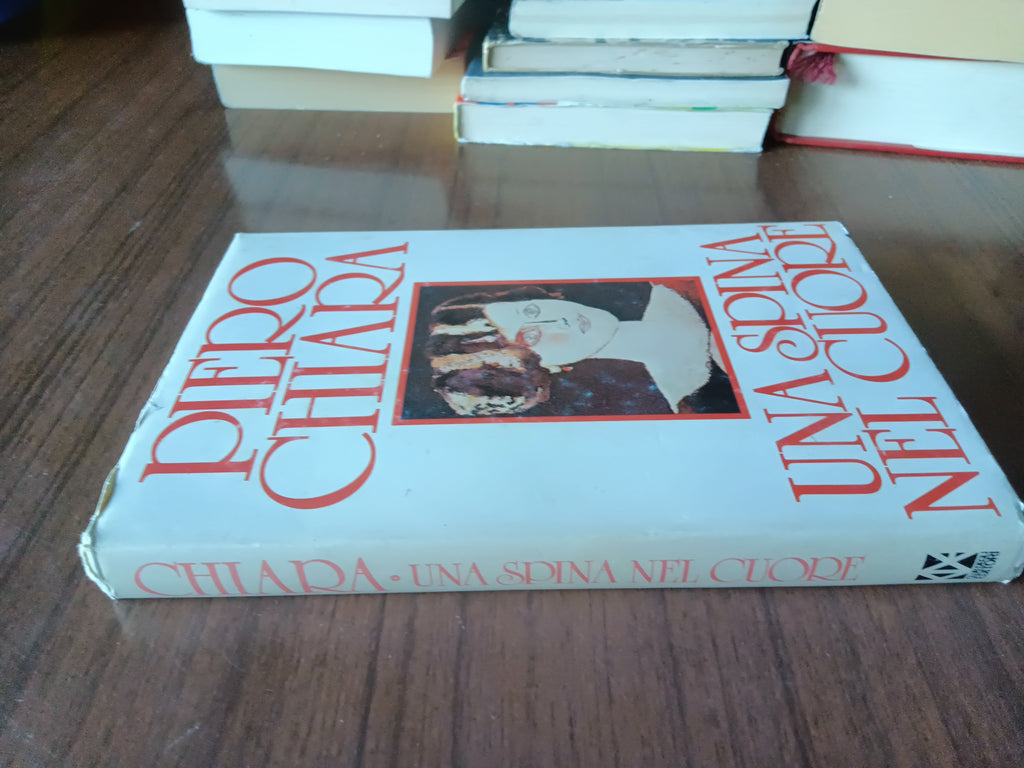 PIERO
CHIARA
UNA SPINA
NEL CUORE
CHIARA • UNA SPINA NEL CUORE